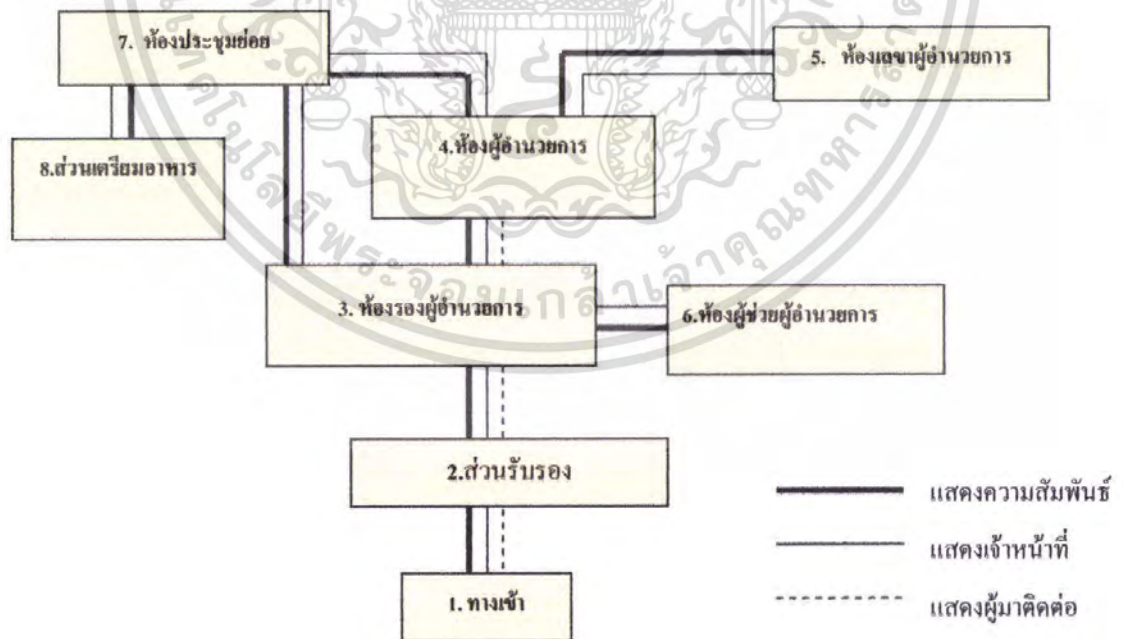 7. ห้องประชุมย่อย
5. ห้องเลขาผู้อำนวยการ
4.ห้องผู้อำนวยการ
8.ส่วนเตรียมอาหาร
3. ห้องรองผู้อำนวยการ
6.ห้องผู้ช่วยผู้อำนวยการ
2.ส่วนรับรอง
1. ทางเข้า
แสดงความสัมพันธ์
แสดงเจ้าหน้าที่
แสดงผู้มาติดต่อ